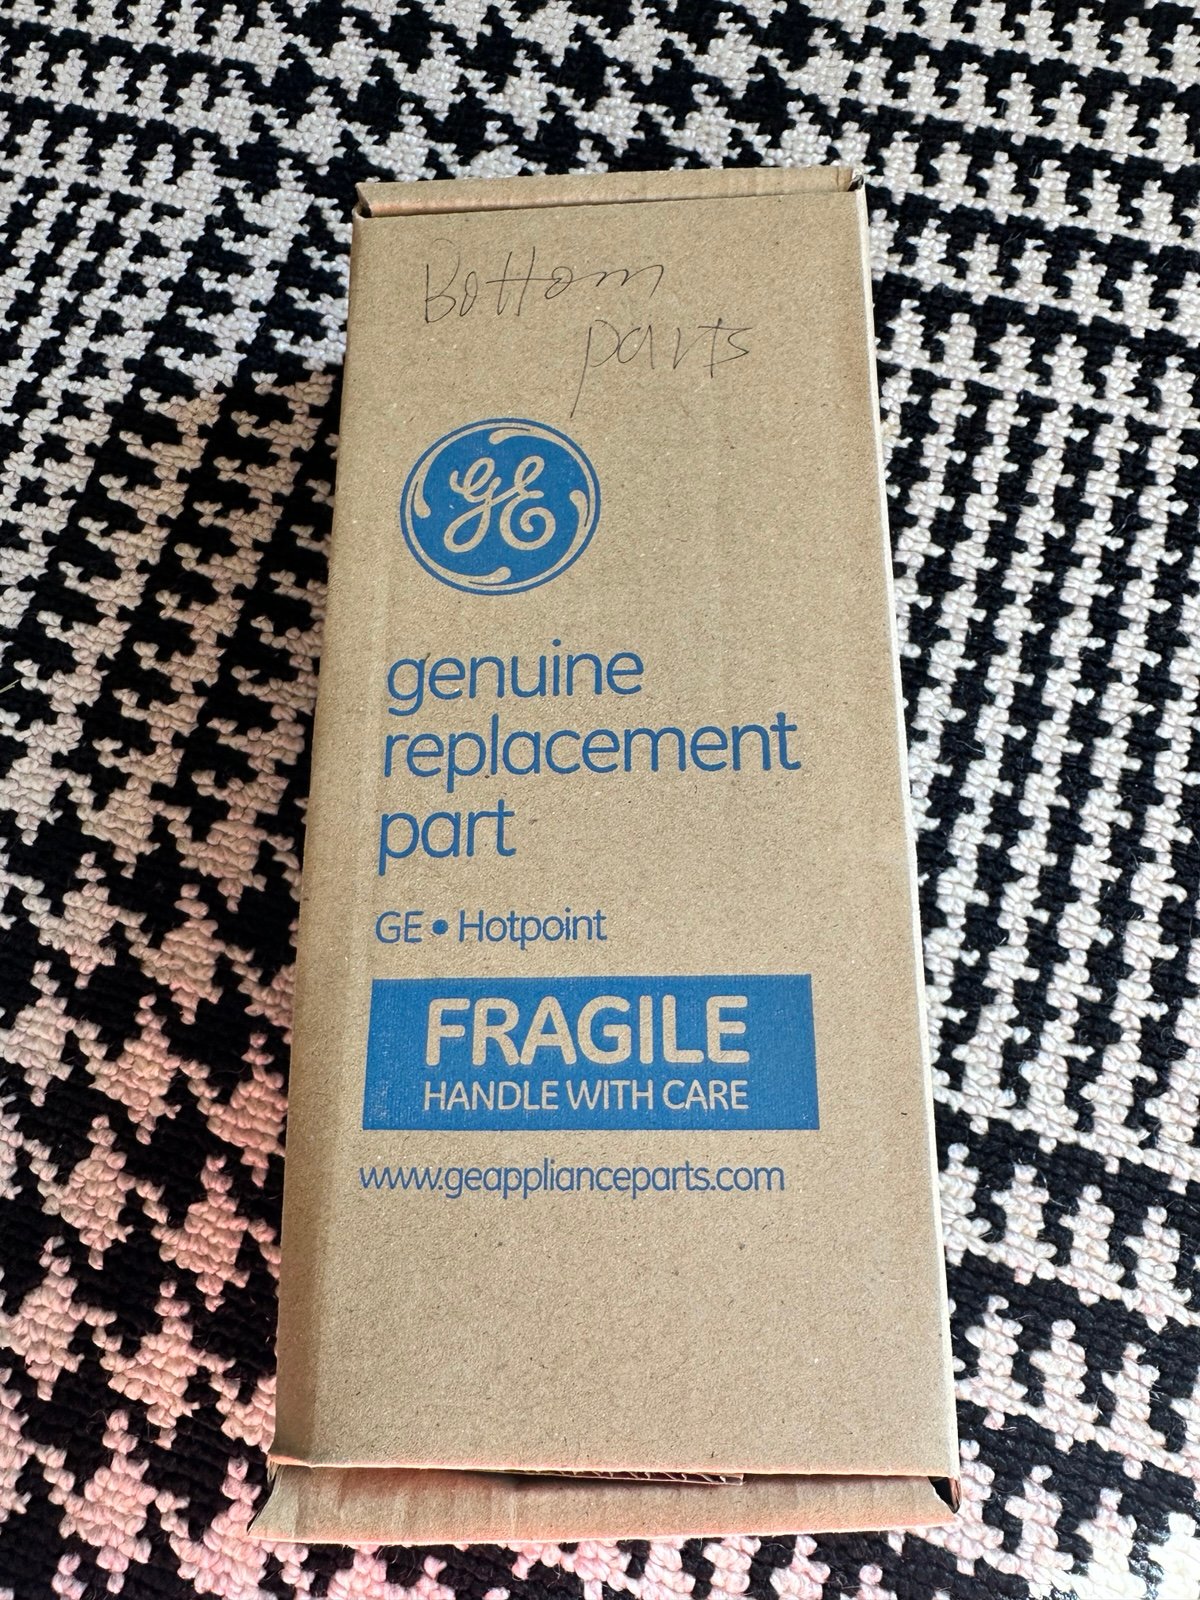 Bottom
parts
GE
genuine
replacement
part
GE • Hotpoint
FRAGILE
HANDLE WITH CARE
www.geapplianceparts.com